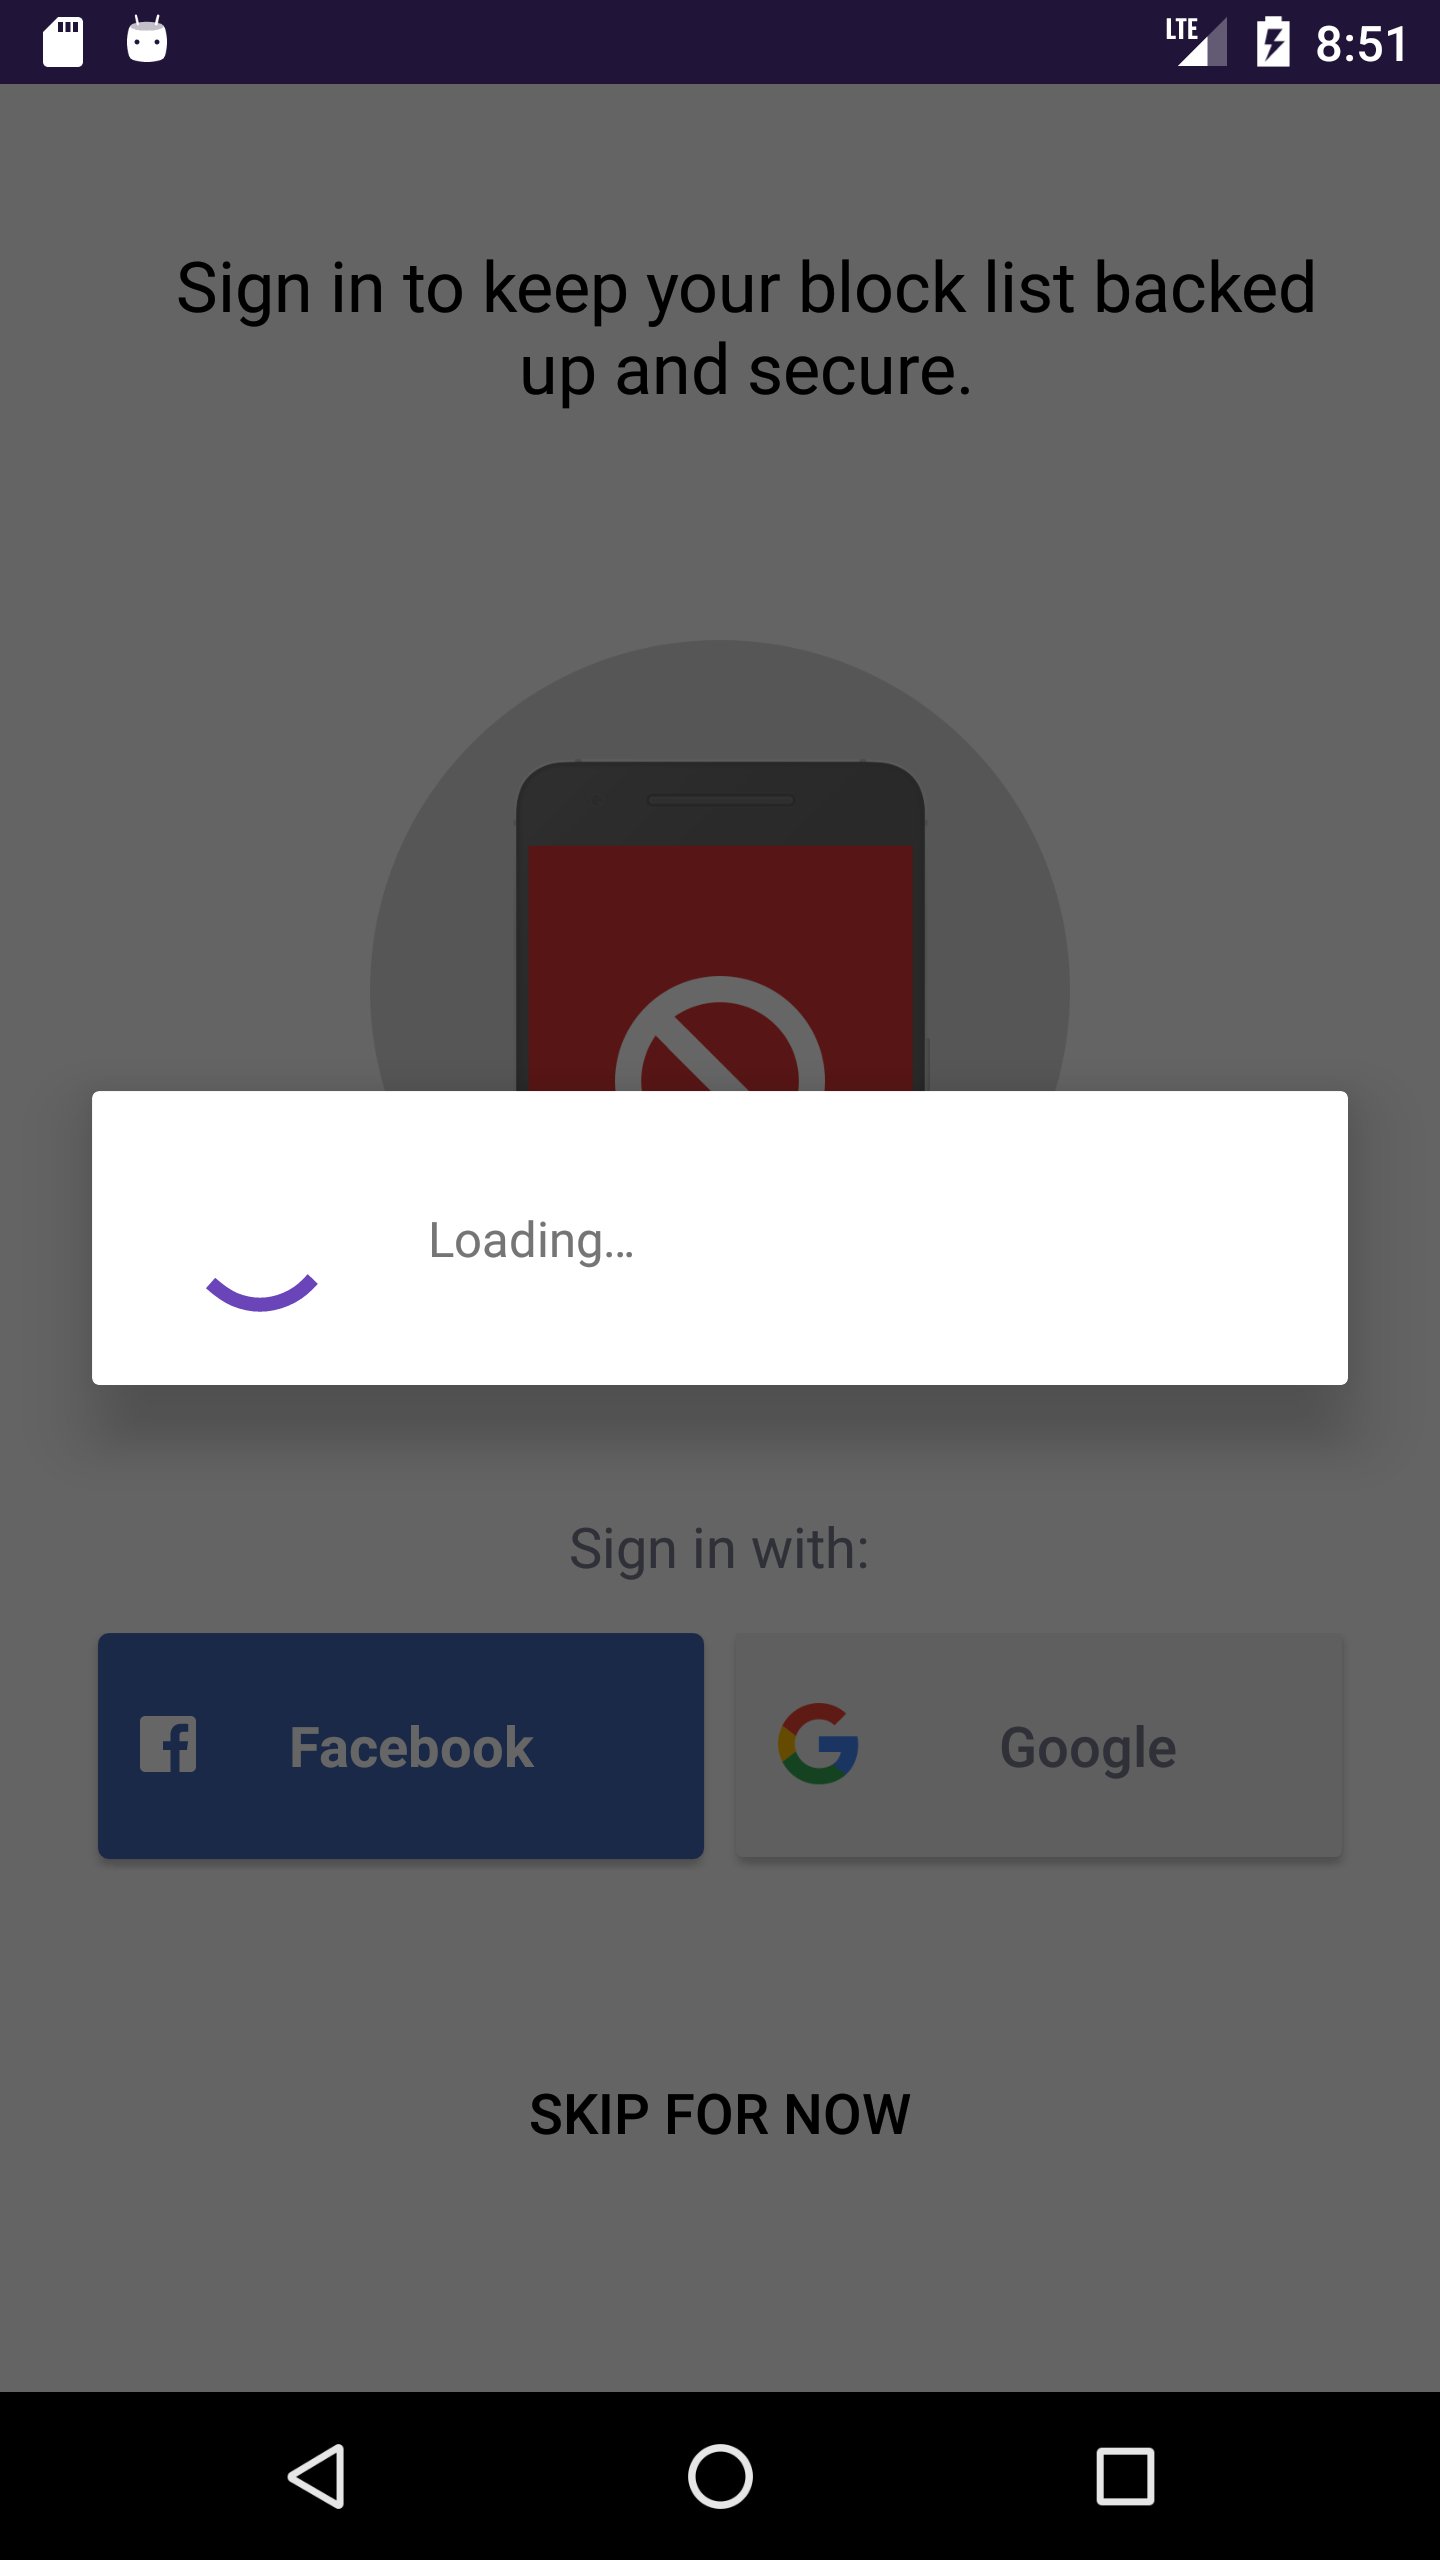 LTE
8:51
Sign in to keep your block list backed
up and secure.
Loading...
Sign in with:
Facebook
Google
SKIP FOR NOW